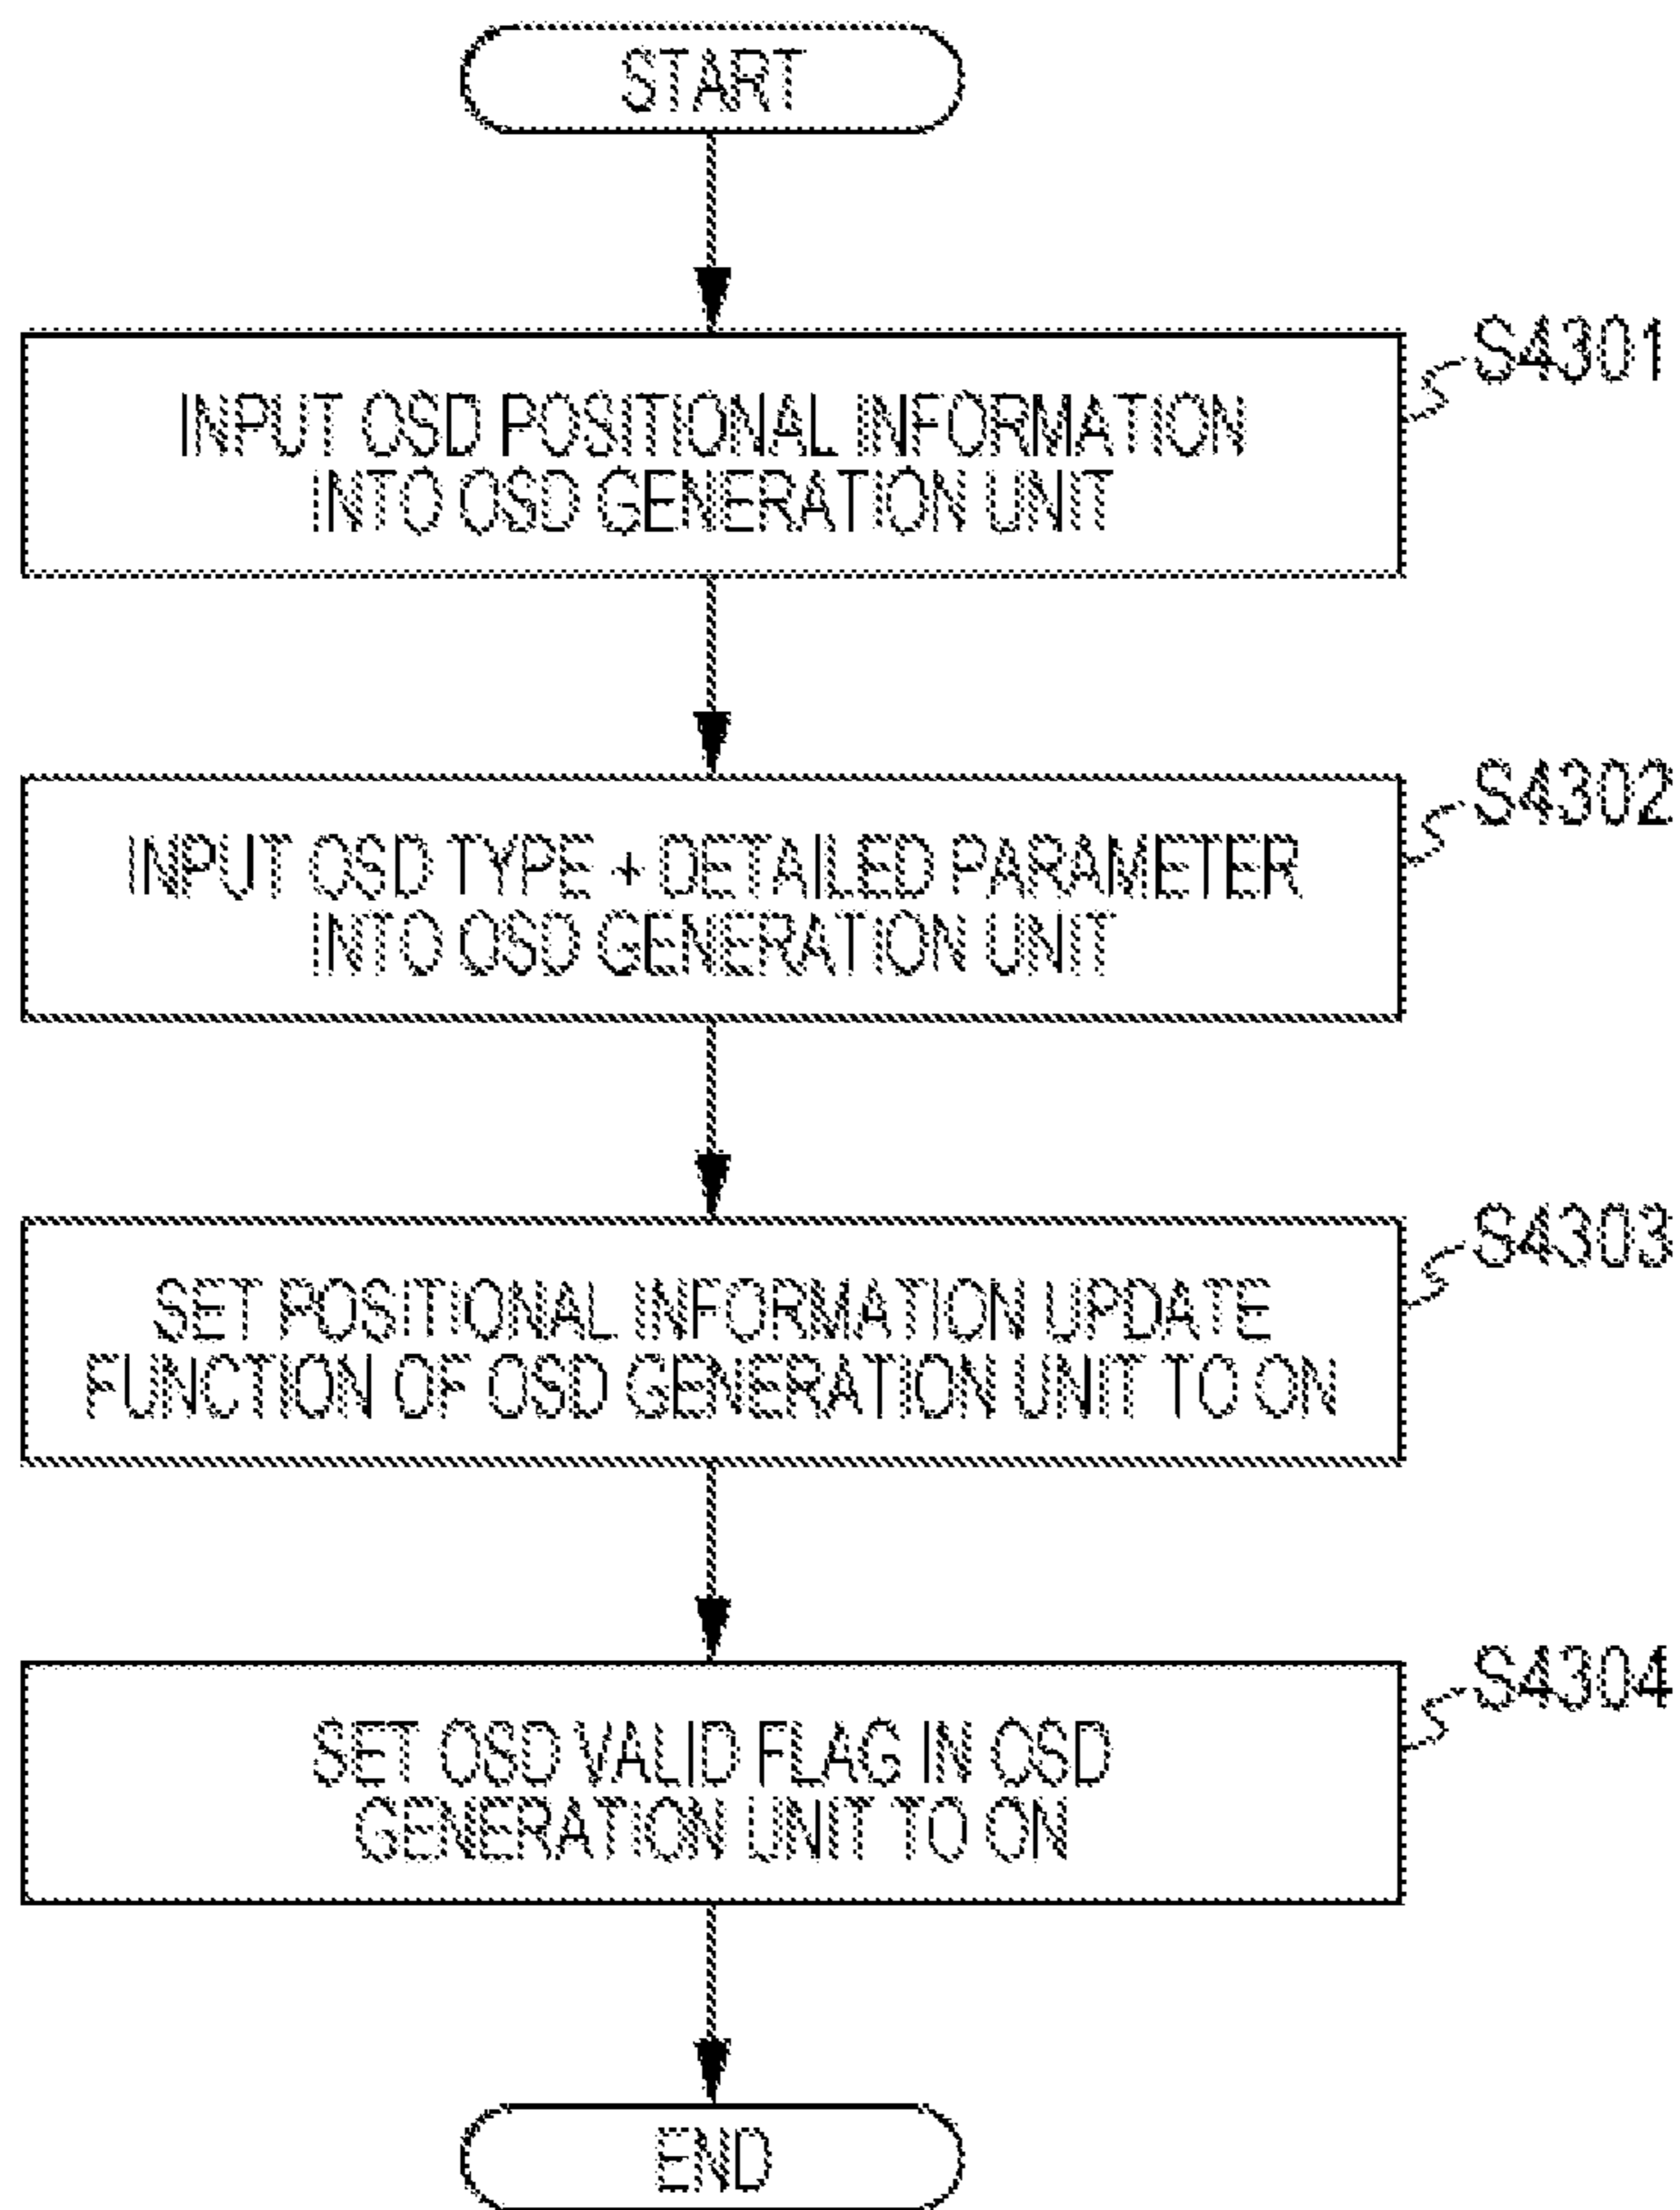 START
S4301
INPUT OSD POSITIONAL INFORMATION
INTO OSD GENERATION UNIT
S4302
INPUT OSD TYPE + DETAILED PARAMETER
INTO OSD GENERATION UNIT
S4303
SET POSITIONAL INFORMATION UPDATE
FUNCTION OF OSD GENERATION UNIT TO ON
S4304
SET OSD VALID FLAG IN OSD
GENERATION UNIT TO ON
END